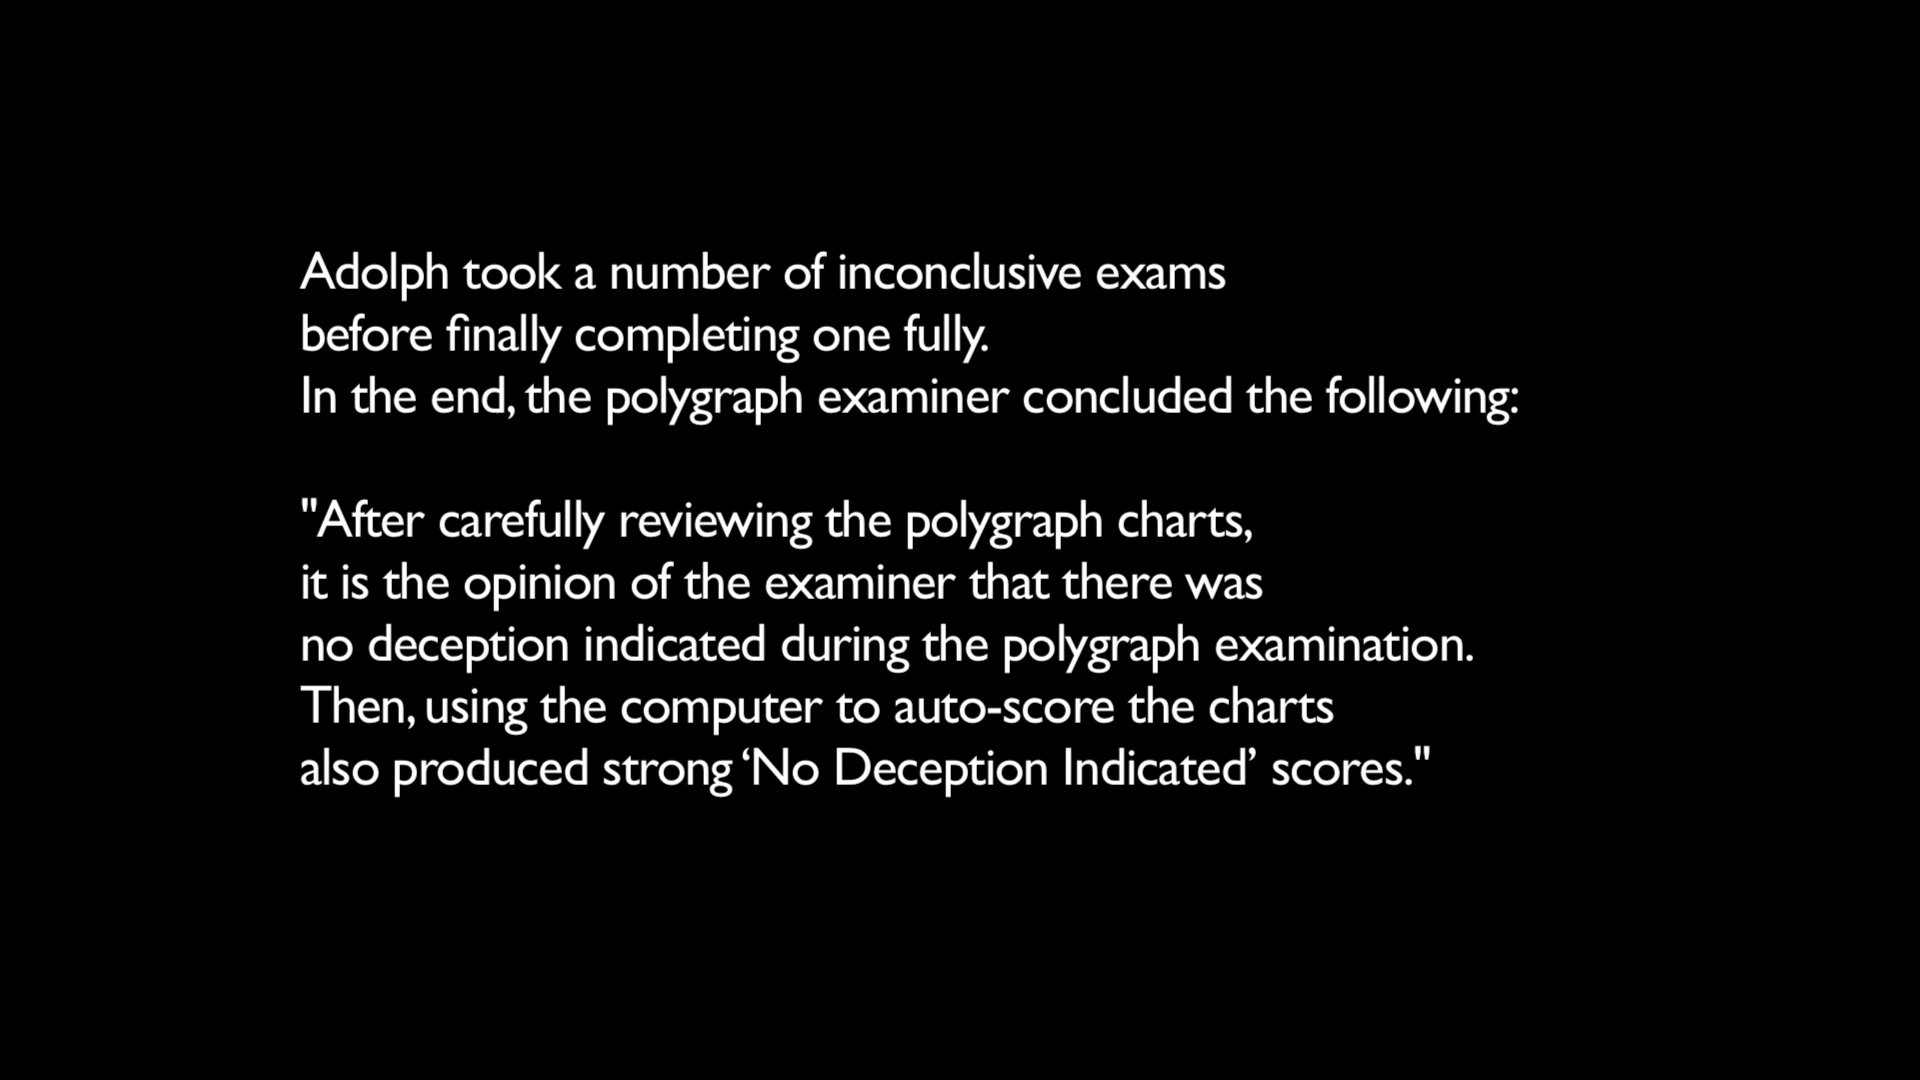 Adolph took a number of inconclusive exams
before finally completing one fully.
In the end, the polygraph examiner concluded the following:
"After carefully reviewing the polygraph charts,
it is the opinion of the examiner that there was
no deception indicated during the polygraph examination.
Then, using the computer to auto-score the charts
also produced strong ‘No Deception Indicated’ scores."